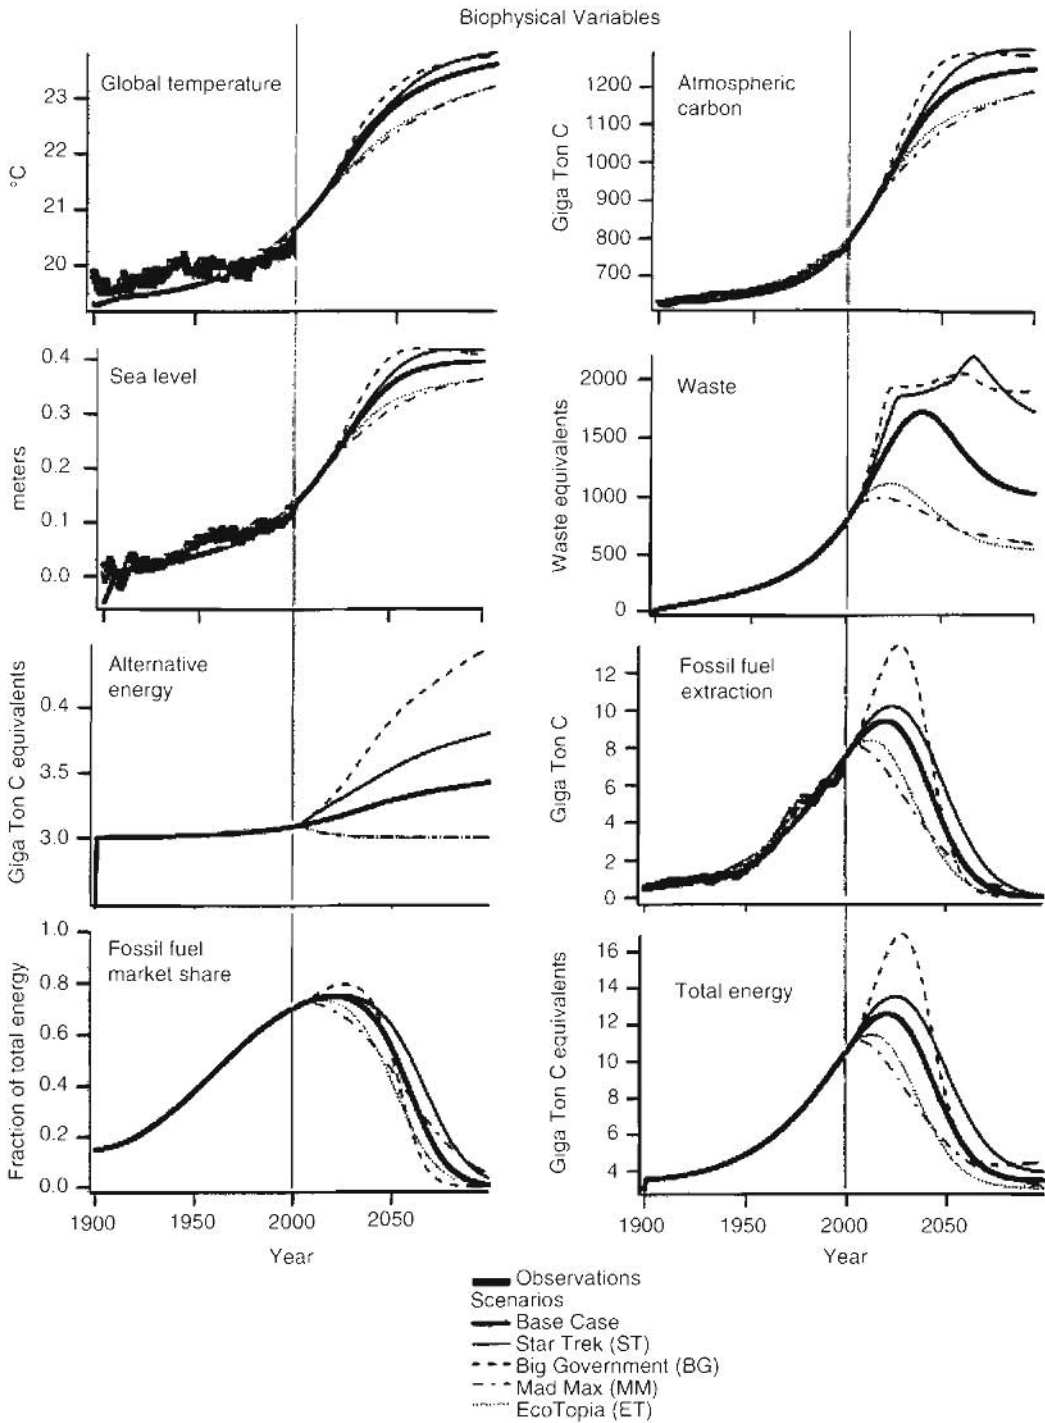 Biophysical Variables
Global temperature
°C
23
22
21
20
Atmospheric
carbon
Giga Ton C
1200
1100
1000
900
800
700
Sea level
meters
0.4
0.3
0.2
0.1
0.0
Waste
Waste equivalents
2000
1500
1000
500
0
Alternative
energy
Giga Ton C equivalents
0.4
3.5
3.0
Fossil fuel
extraction
Giga Ton C
12
10
8
6
4
2
0
Fossil fuel
market share
Fraction of total energy
1.0
0.8
0.6
0.4
0.2
0.0
1900 1950 2000 2050
Year
Total energy
Giga Ton C equivalents
16
14
12
10
8
6
4
1900 1950 2000 2050
Year
Observations
Scenarios
Base Case
Star Trek (ST)
Big Government (BG)
Mad Max (MM)
EcoTopia (ET)